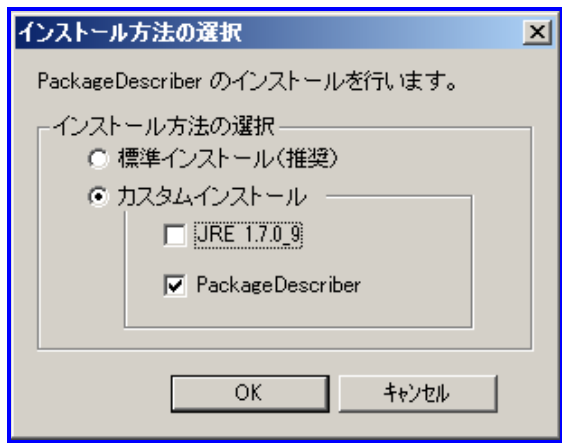 インストール方法の選択
PackageDescriber のインストールを行います。
インストール方法の選択
標準インストール(推奨)
カスタムインストール
JRE 1.7.0_9
PackageDescriber
OK
ｷｬﾝｾﾙ